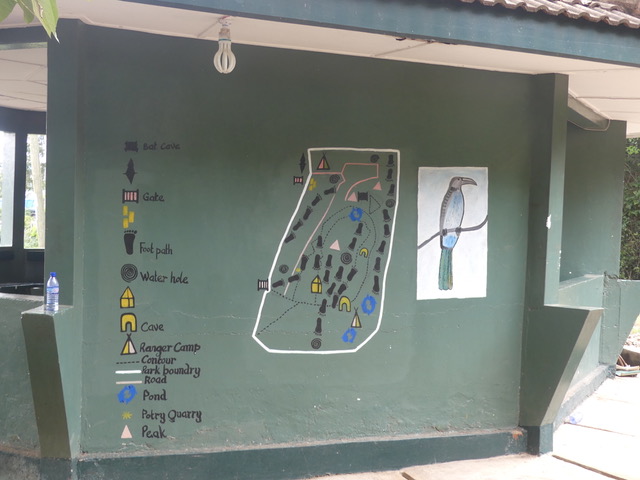 Bat Cave
Gate
Foot path
Water hole
Cave
Ranger Camp
Contour
Park boundry
Road
Pond
Potry Quarry
Peak